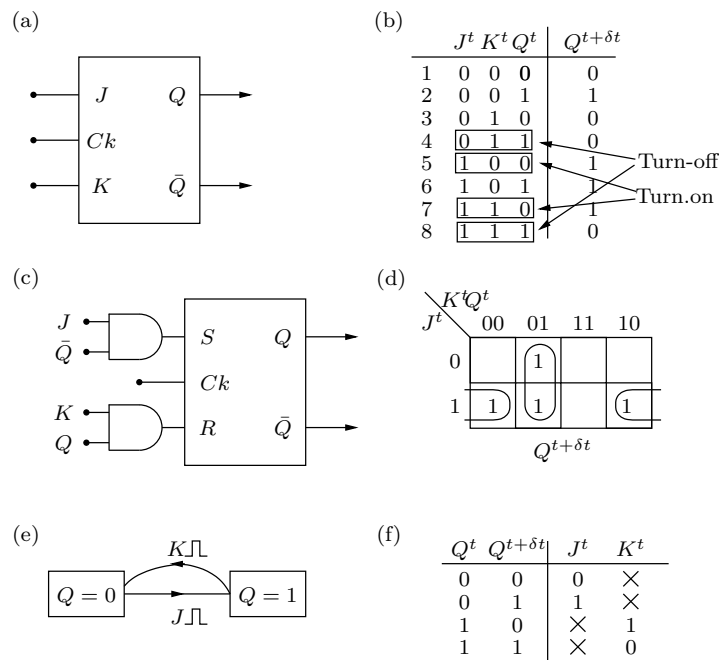 (a)
J Q
Ck
K Q̄
(b)
J^t K^t Q^t Q^{t+δt}
1 0 0 0 0
2 0 0 1 1
3 0 1 0 0
4 0 1 1 0
5 1 0 0 1
6 1 0 1 1
7 1 1 0 1
8 1 1 1 0
Turn-off
Turn.on
(c)
J
Q̄
K
Q
S Q
Ck
R Q̄
(d)
K^tQ^t
J^t
00 01 11 10
0 1
1 1 1 1
Q^{t+δt}
(e)
K
Q = 0 Q = 1
J
(f)
Q^t Q^{t+δt} J^t K^t
0 0 0 ×
0 1 1 ×
1 0 × 1
1 1 × 0